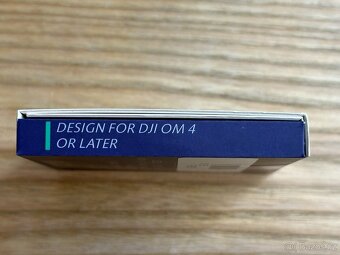 DESIGN FOR DJI OM 4
OR LATER